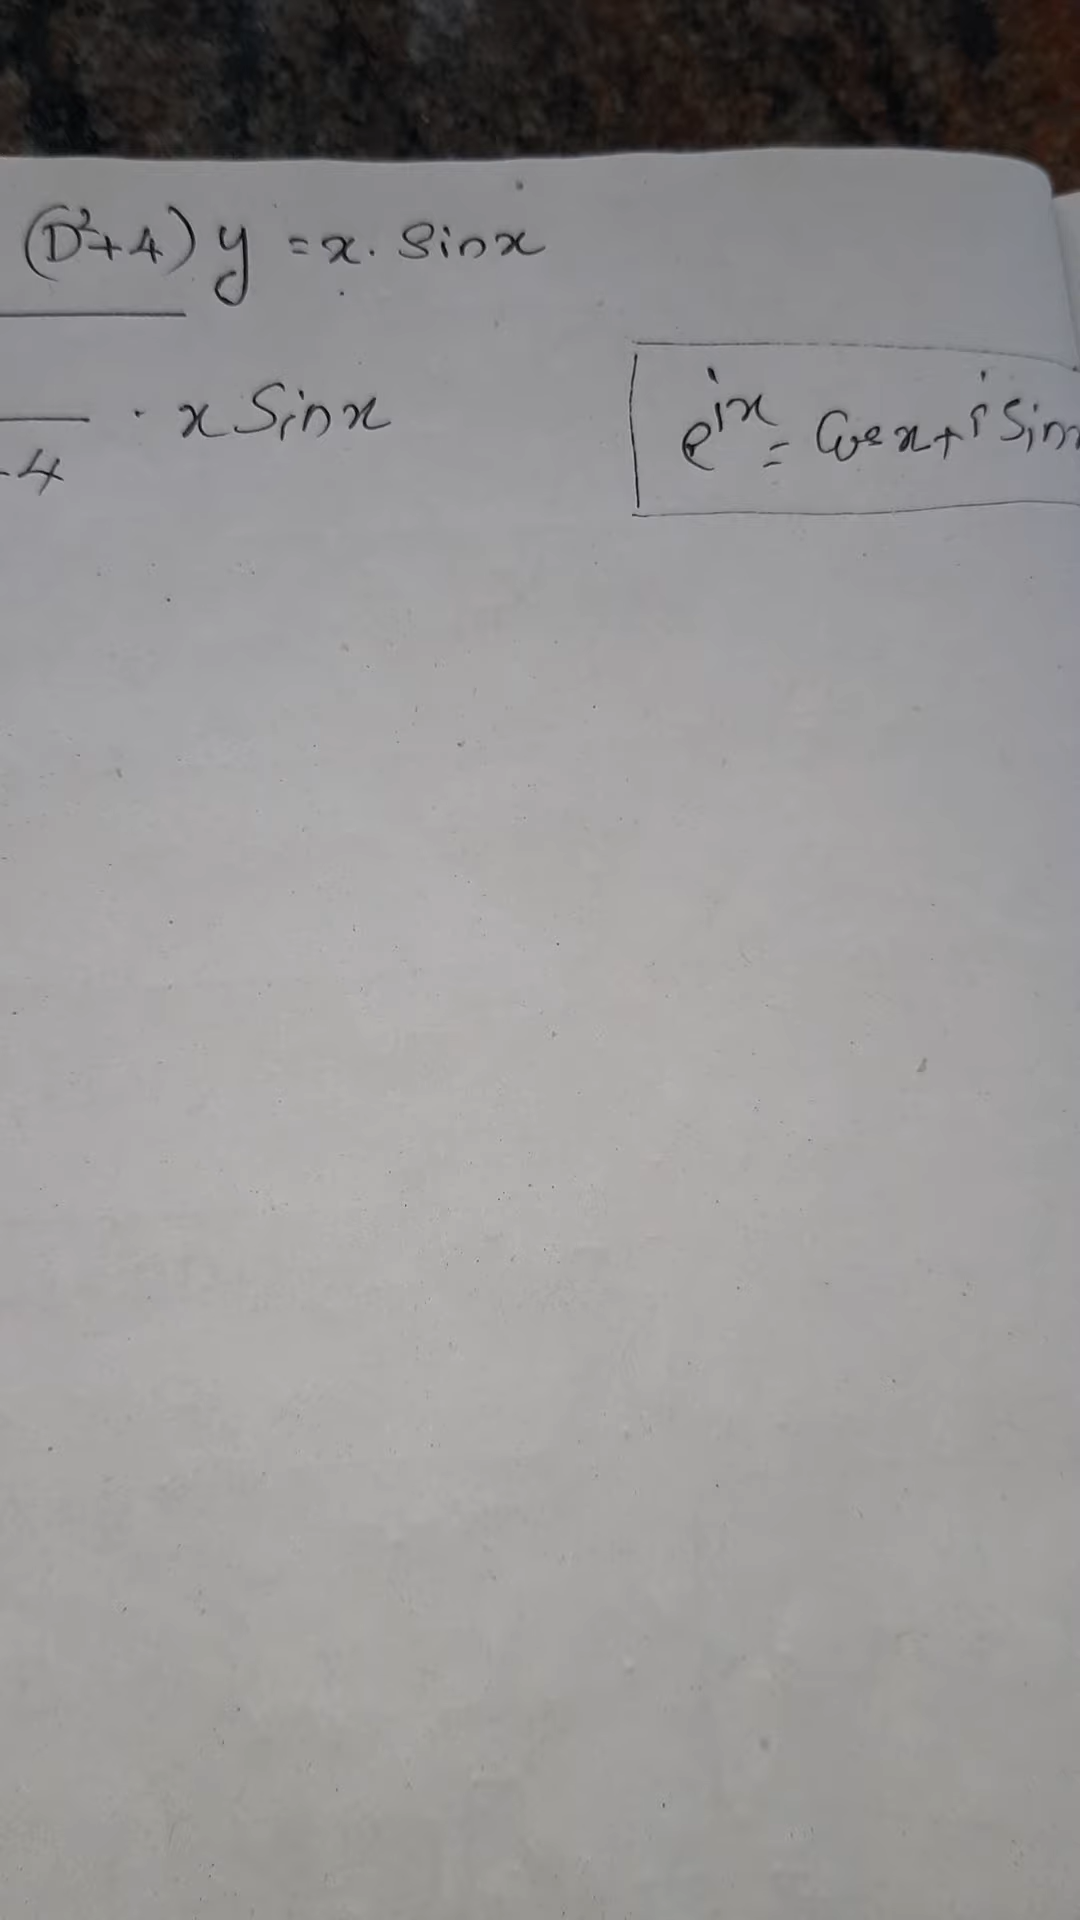 (D²+4) y = x. Sinx
. x Sinx
4
e^ix = Cos x + i Sin